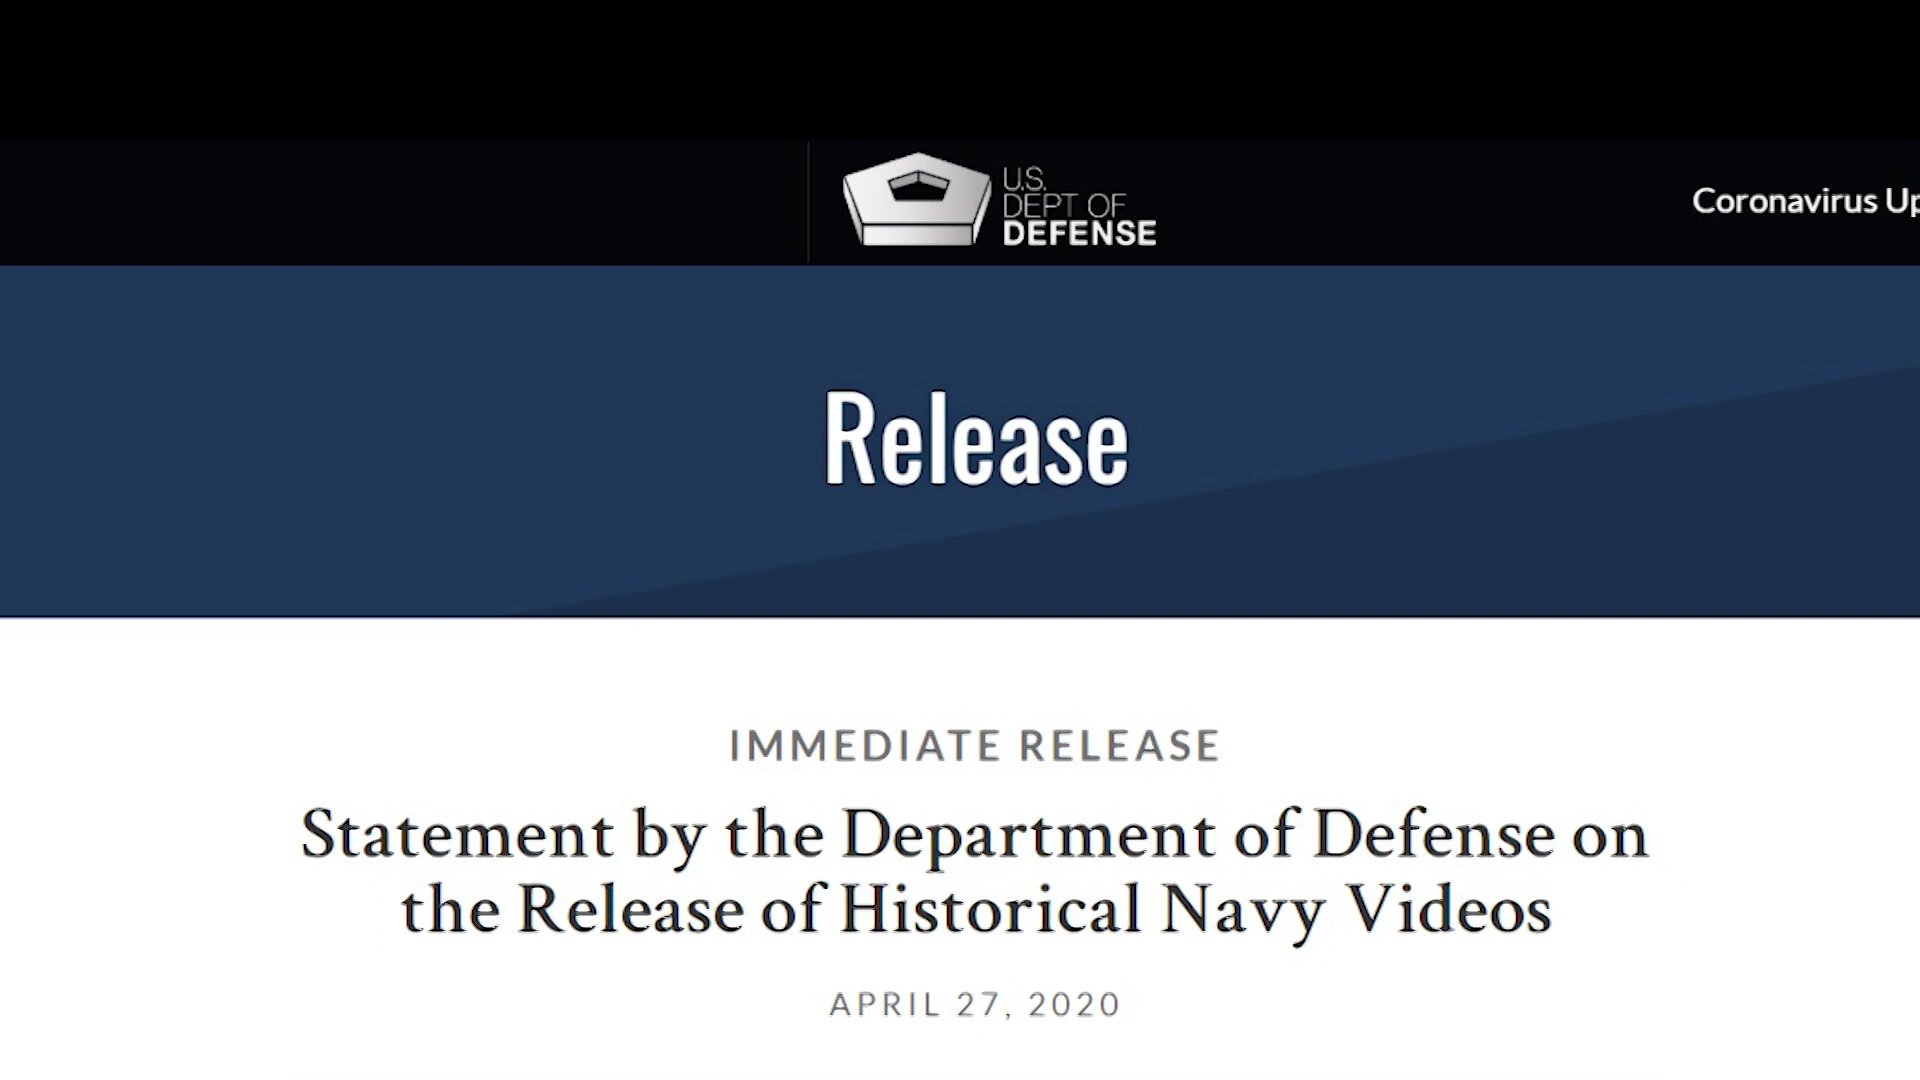 U.S.
DEPT OF
DEFENSE
Coronavirus Up
Release
IMMEDIATE RELEASE
Statement by the Department of Defense on
the Release of Historical Navy Videos
APRIL 27, 2020